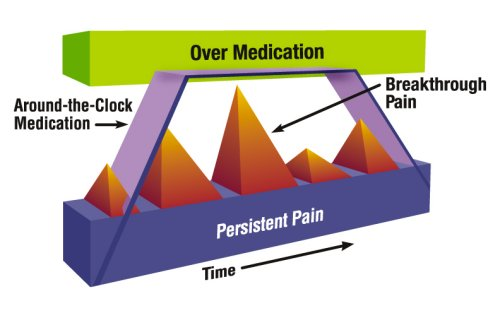 Over Medication
Around-the-Clock
Medication
Breakthrough
Pain
Persistent Pain
Time